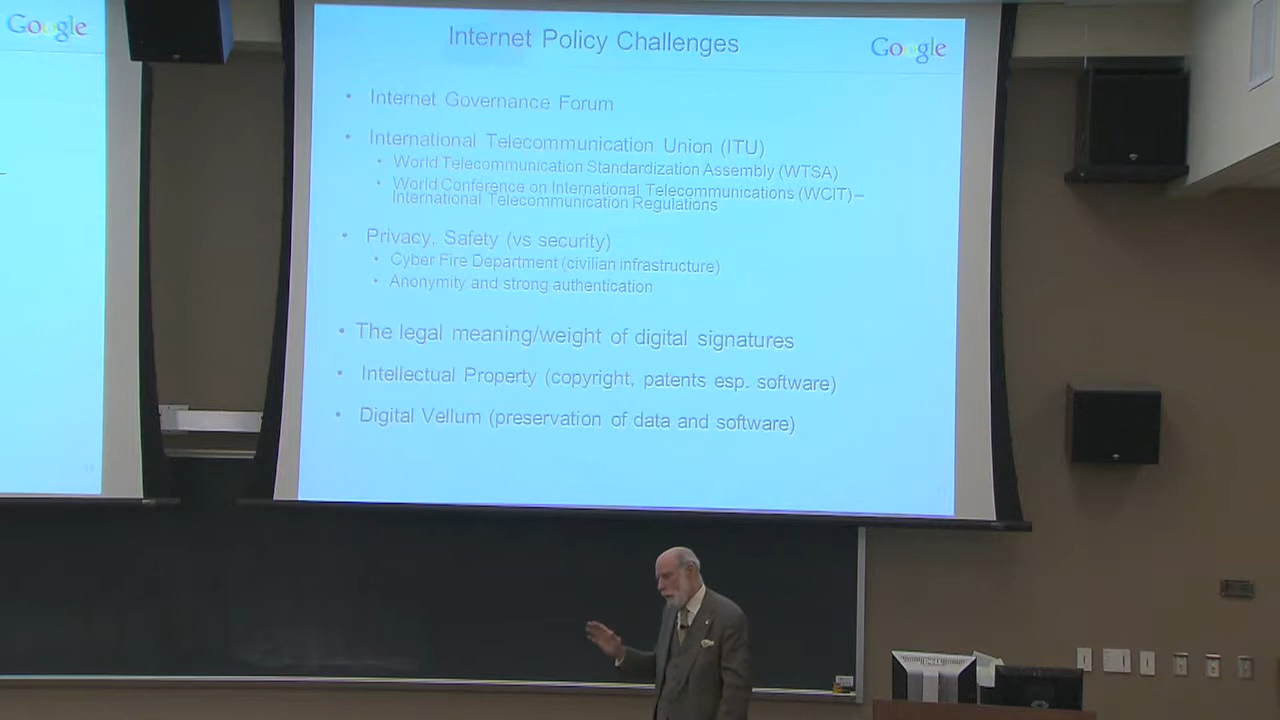 Google
Internet Policy Challenges
Google
• Internet Governance Forum
• International Telecommunication Union (ITU)
• World Telecommunication Standardization Assembly (WTSA)
• World Conference on International Telecommunications (WCIT) –
International Telecommunication Regulations
• Privacy, Safety (vs security)
• Cyber Fire Department (civilian infrastructure)
• Anonymity and strong authentication
• The legal meaning/weight of digital signatures
• Intellectual Property (copyright, patents esp. software)
• Digital Vellum (preservation of data and software)